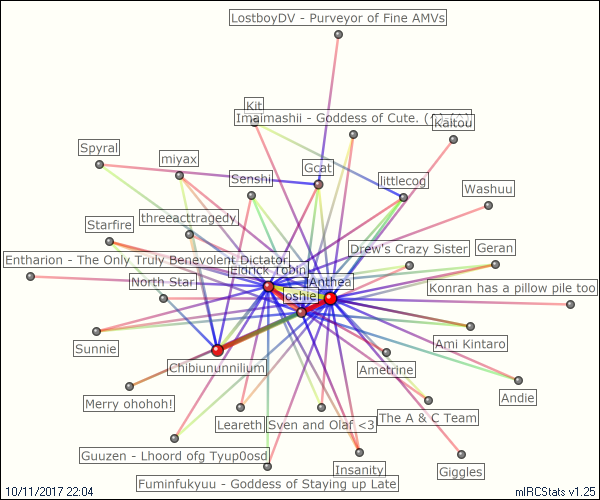 LostboyDV - Purveyor of Fine AMVs
Kit
Imaimashii - Goddess of Cute. (^)_(^)
Kaitou
Spyral
miyax
Gcat
Senshi
littlecog
Washuu
threeacttragedy
Starfire
Drew's Crazy Sister
Geran
Entharion - The Only Truly Benevolent Dictator
Eldrick Tobin
Anthea
North Star
Konran has a pillow pile too
Joshie
Sunnie
Ami Kintaro
Chibiununnilium
Ametrine
Andie
Merry ohohoh!
Leareth
Sven and Olaf <3
The A & C Team
Guuzen - Lhoord ofg Tyup0osd
Insanity
Giggles
Fuminfukyuu - Goddess of Staying up Late
10/11/2017 22:04
mIRCStats v1.25